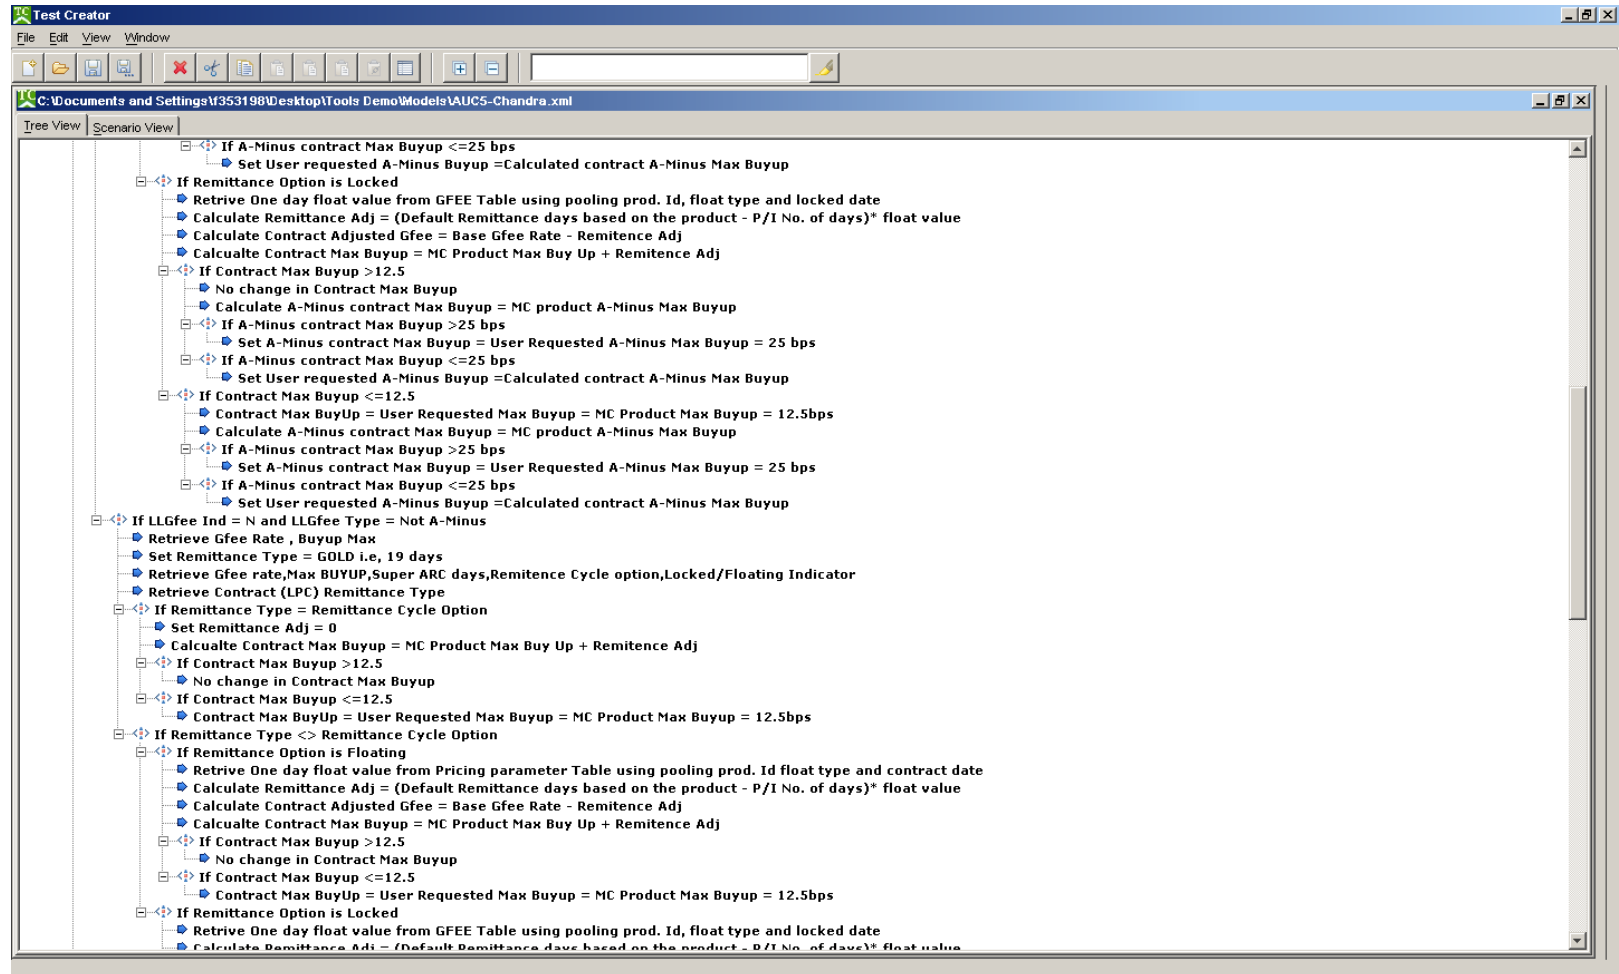 Test Creator
File Edit View Window
C:\Documents and Settings\f353198\Desktop\Tools Demo\Models\AUC5-Chandra.xml
Tree View Scenario View
If A-Minus contract Max Buyup <=25 bps
Set User requested A-Minus Buyup =Calculated contract A-Minus Max Buyup
If Remittance Option is Locked
Retrive One day float value from GFEE Table using pooling prod. Id, float type and locked date
Calculate Remittance Adj = (Default Remittance days based on the product - P/I No. of days)* float value
Calculate Contract Adjusted Gfee = Base Gfee Rate - Remitence Adj
Calcualte Contract Max Buyup = MC Product Max Buy Up + Remitence Adj
If Contract Max Buyup >12.5
No change in Contract Max Buyup
Calculate A-Minus contract Max Buyup = MC product A-Minus Max Buyup
If A-Minus contract Max Buyup >25 bps
Set A-Minus contract Max Buyup = User Requested A-Minus Max Buyup = 25 bps
If A-Minus contract Max Buyup <=25 bps
Set User requested A-Minus Buyup =Calculated contract A-Minus Max Buyup
If Contract Max Buyup <=12.5
Contract Max BuyUp = User Requested Max Buyup = MC Product Max Buyup = 12.5bps
Calculate A-Minus contract Max Buyup = MC product A-Minus Max Buyup
If A-Minus contract Max Buyup >25 bps
Set A-Minus contract Max Buyup = User Requested A-Minus Max Buyup = 25 bps
If A-Minus contract Max Buyup <=25 bps
Set User requested A-Minus Buyup =Calculated contract A-Minus Max Buyup
If LLGfee Ind = N and LLGfee Type = Not A-Minus
Retrieve Gfee Rate , Buyup Max
Set Remittance Type = GOLD i.e, 19 days
Retrieve Gfee rate,Max BUYUP,Super ARC days,Remitence Cycle option,Locked/Floating Indicator
Retrieve Contract (LPC) Remittance Type
If Remittance Type = Remittance Cycle Option
Set Remittance Adj = 0
Calcualte Contract Max Buyup = MC Product Max Buy Up + Remitence Adj
If Contract Max Buyup >12.5
No change in Contract Max Buyup
If Contract Max Buyup <=12.5
Contract Max BuyUp = User Requested Max Buyup = MC Product Max Buyup = 12.5bps
If Remittance Type <> Remittance Cycle Option
If Remittance Option is Floating
Retrive One day float value from Pricing parameter Table using pooling prod. Id float type and contract date
Calculate Remittance Adj = (Default Remittance days based on the product - P/I No. of days)* float value
Calculate Contract Adjusted Gfee = Base Gfee Rate - Remitence Adj
Calcualte Contract Max Buyup = MC Product Max Buy Up + Remitence Adj
If Contract Max Buyup >12.5
No change in Contract Max Buyup
If Contract Max Buyup <=12.5
Contract Max BuyUp = User Requested Max Buyup = MC Product Max Buyup = 12.5bps
If Remittance Option is Locked
Retrive One day float value from GFEE Table using pooling prod. Id, float type and locked date
Calculate Remittance Adj = (Default Remittance days based on the product - P/I No. of days)* float value